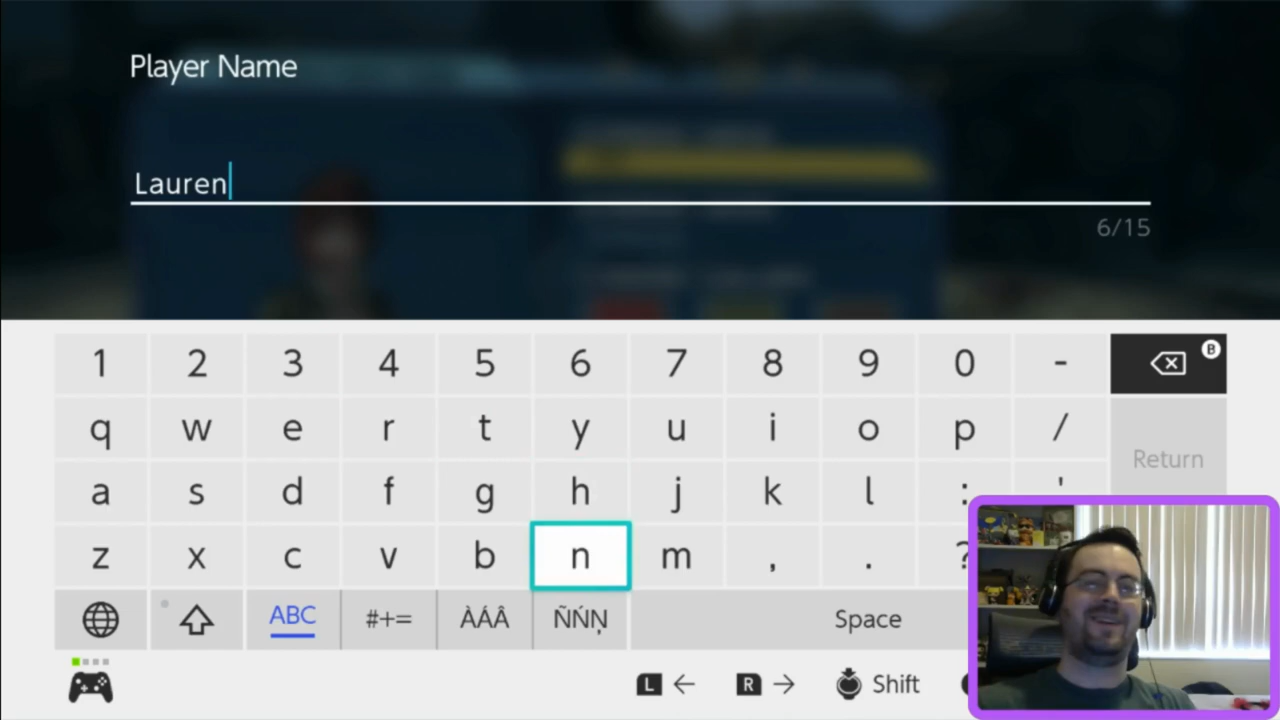 Player Name
Lauren
6/15
1 2 3 4 5 6 7 8 9 0 -
B
q w e r t y u i o p /
Return
a s d f g h j k l : '
z x c v b n m , . ?
ABC #+= ÀÁÂ ÑŃŅ Space
L ← R → Shift